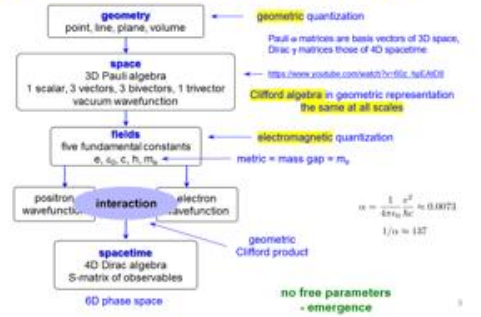 geometry
point, line, plane, volume
geometric quantization
Pauli σ matrices are basis vectors of 3D space,
Dirac γ matrices those of 4D spacetime
space
3D Pauli algebra
1 scalar, 3 vectors, 3 bivectors, 1 trivector
vacuum wavefunction
Clifford algebra in geometric representation
the same at all scales
fields
five fundamental constants
e, ε₀, c, h, mₑ
electromagnetic quantization
metric = mass gap = mₑ
positron
wavefunction
interaction
electron
wavefunction
α = 1/4πε₀ e²/ħc ≈ 0.0073
1/α ≈ 137
geometric
Clifford product
spacetime
4D Dirac algebra
S-matrix of observables
6D phase space
no free parameters
- emergence